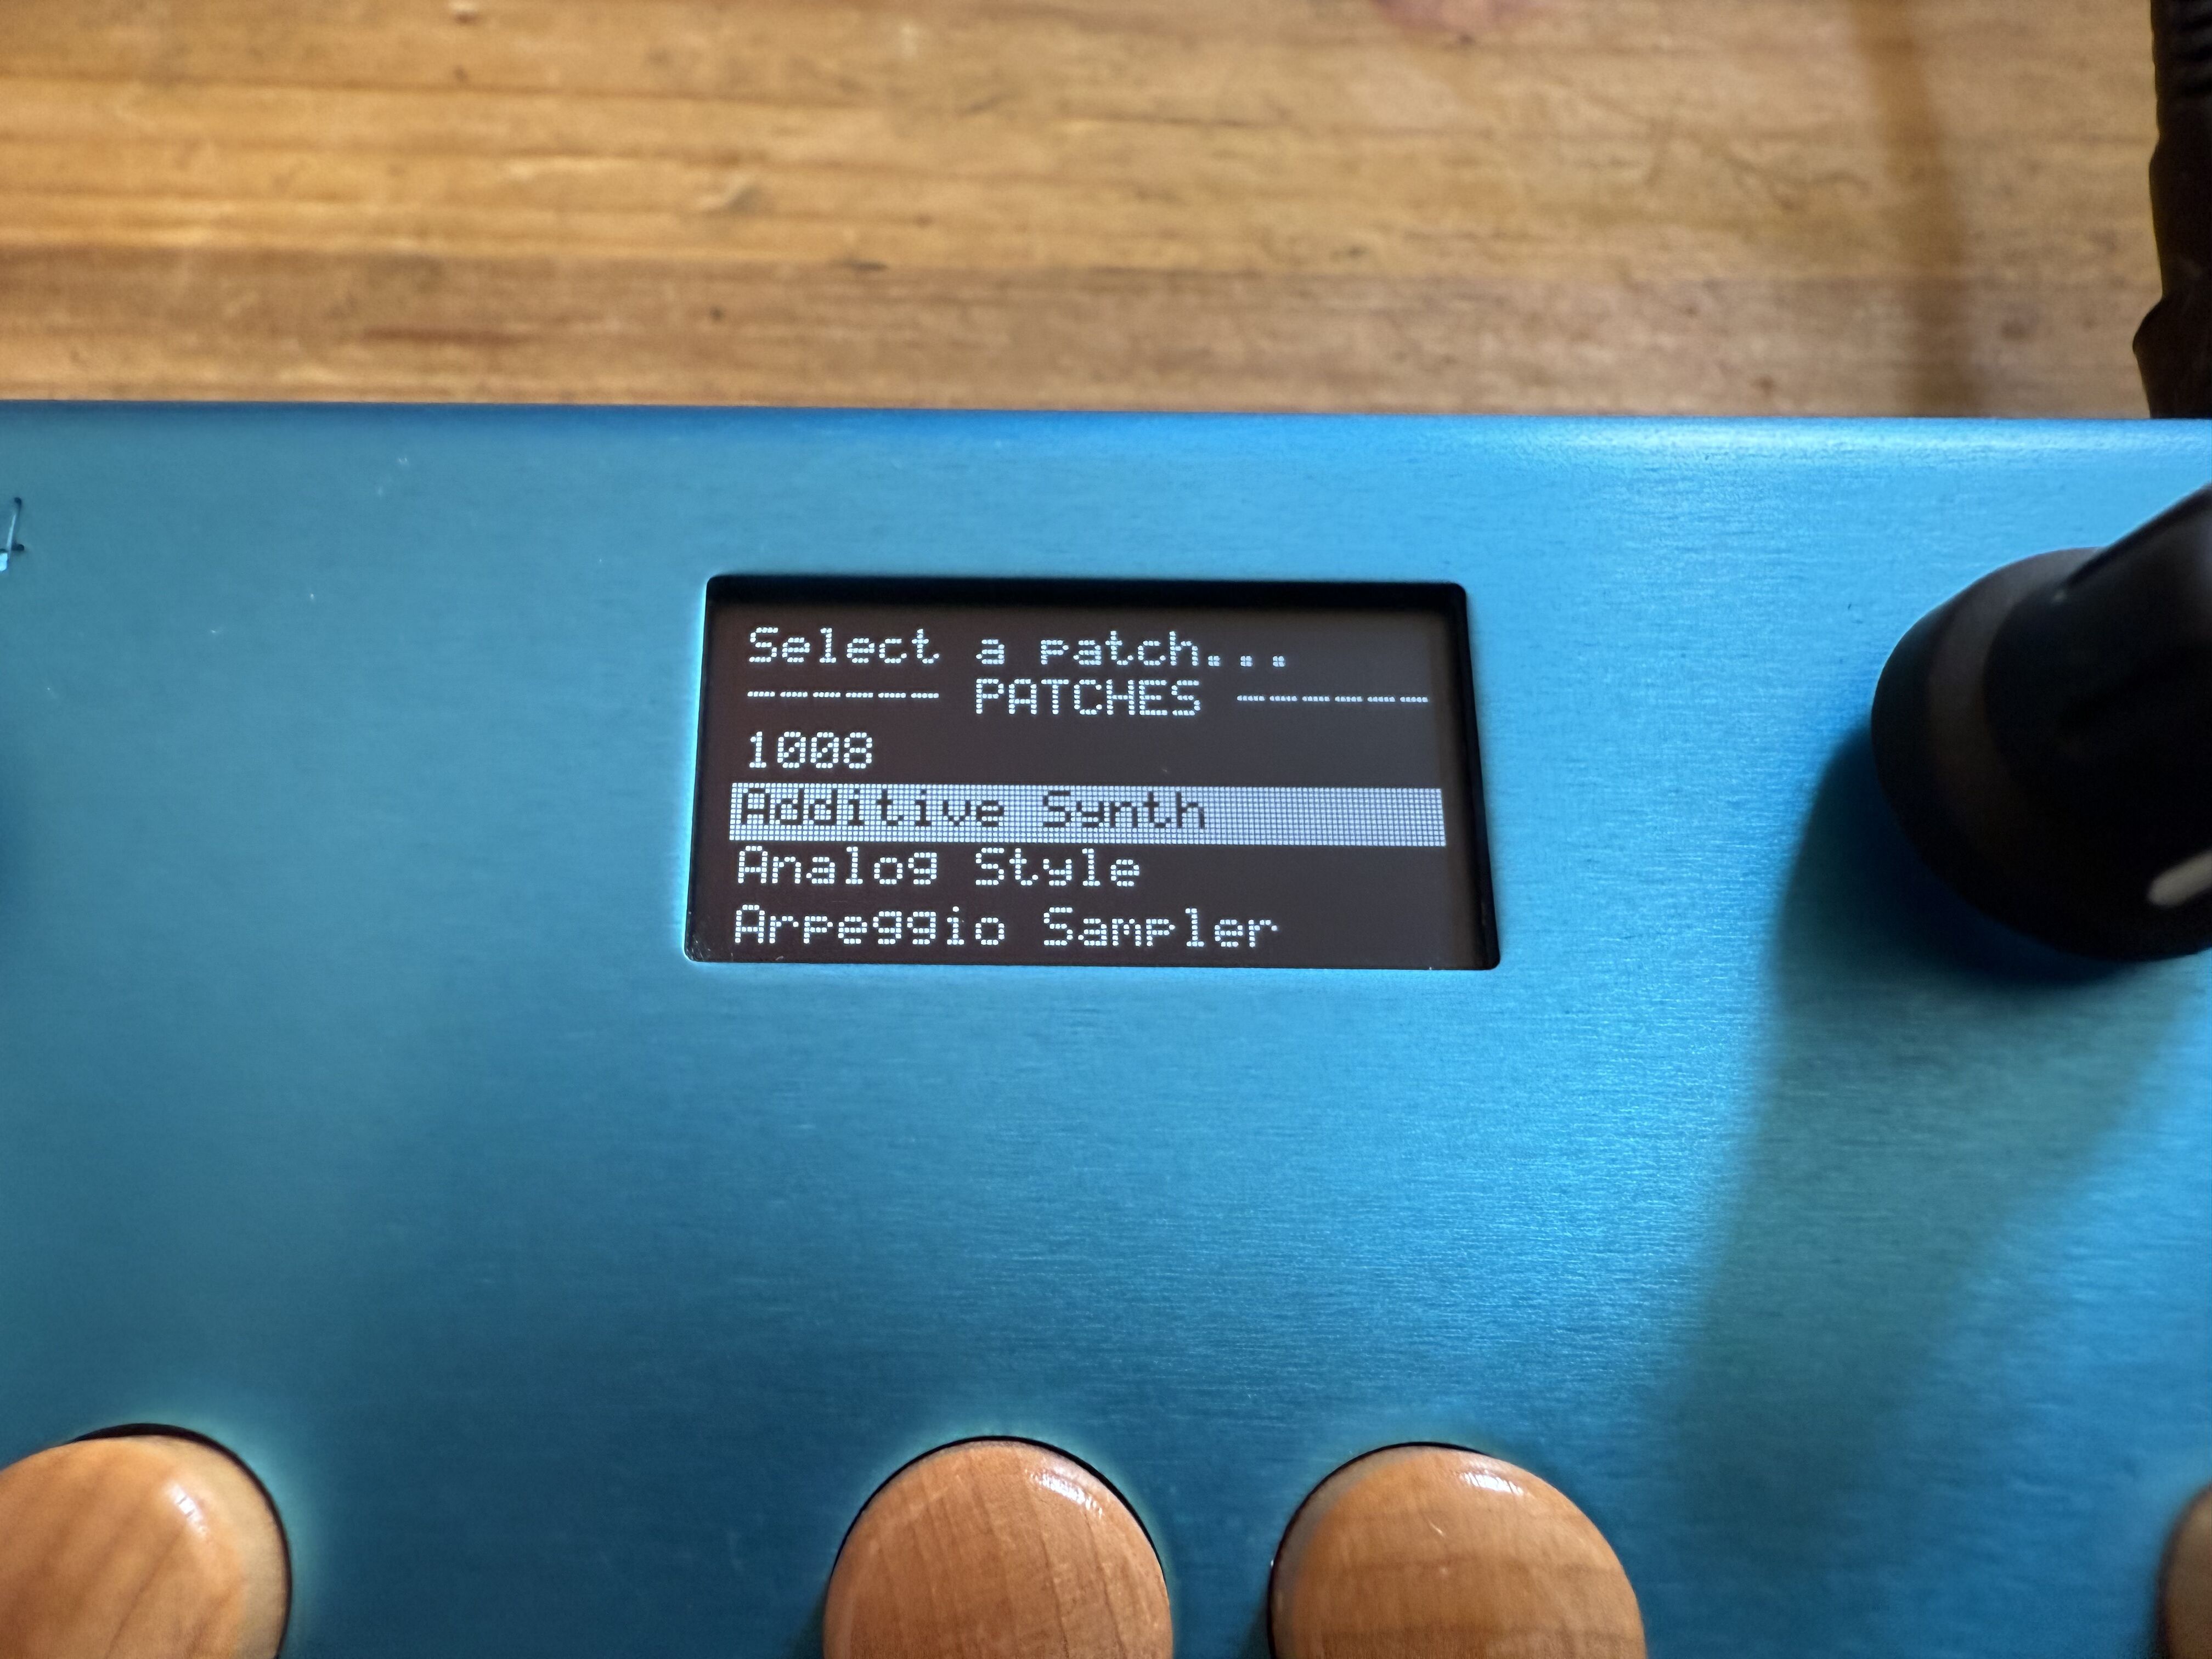 Select a patch...
------ PATCHES ------
1008
Additive Synth
Analog Style
Arpeggio Sampler